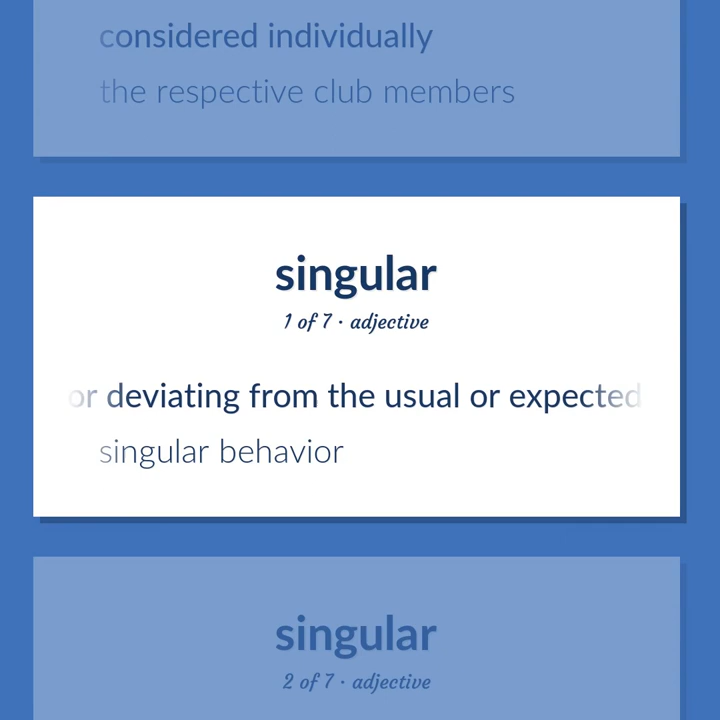 considered individually
the respective club members
singular
1 of 7 · adjective
or deviating from the usual or expected
singular behavior
singular
2 of 7 · adjective